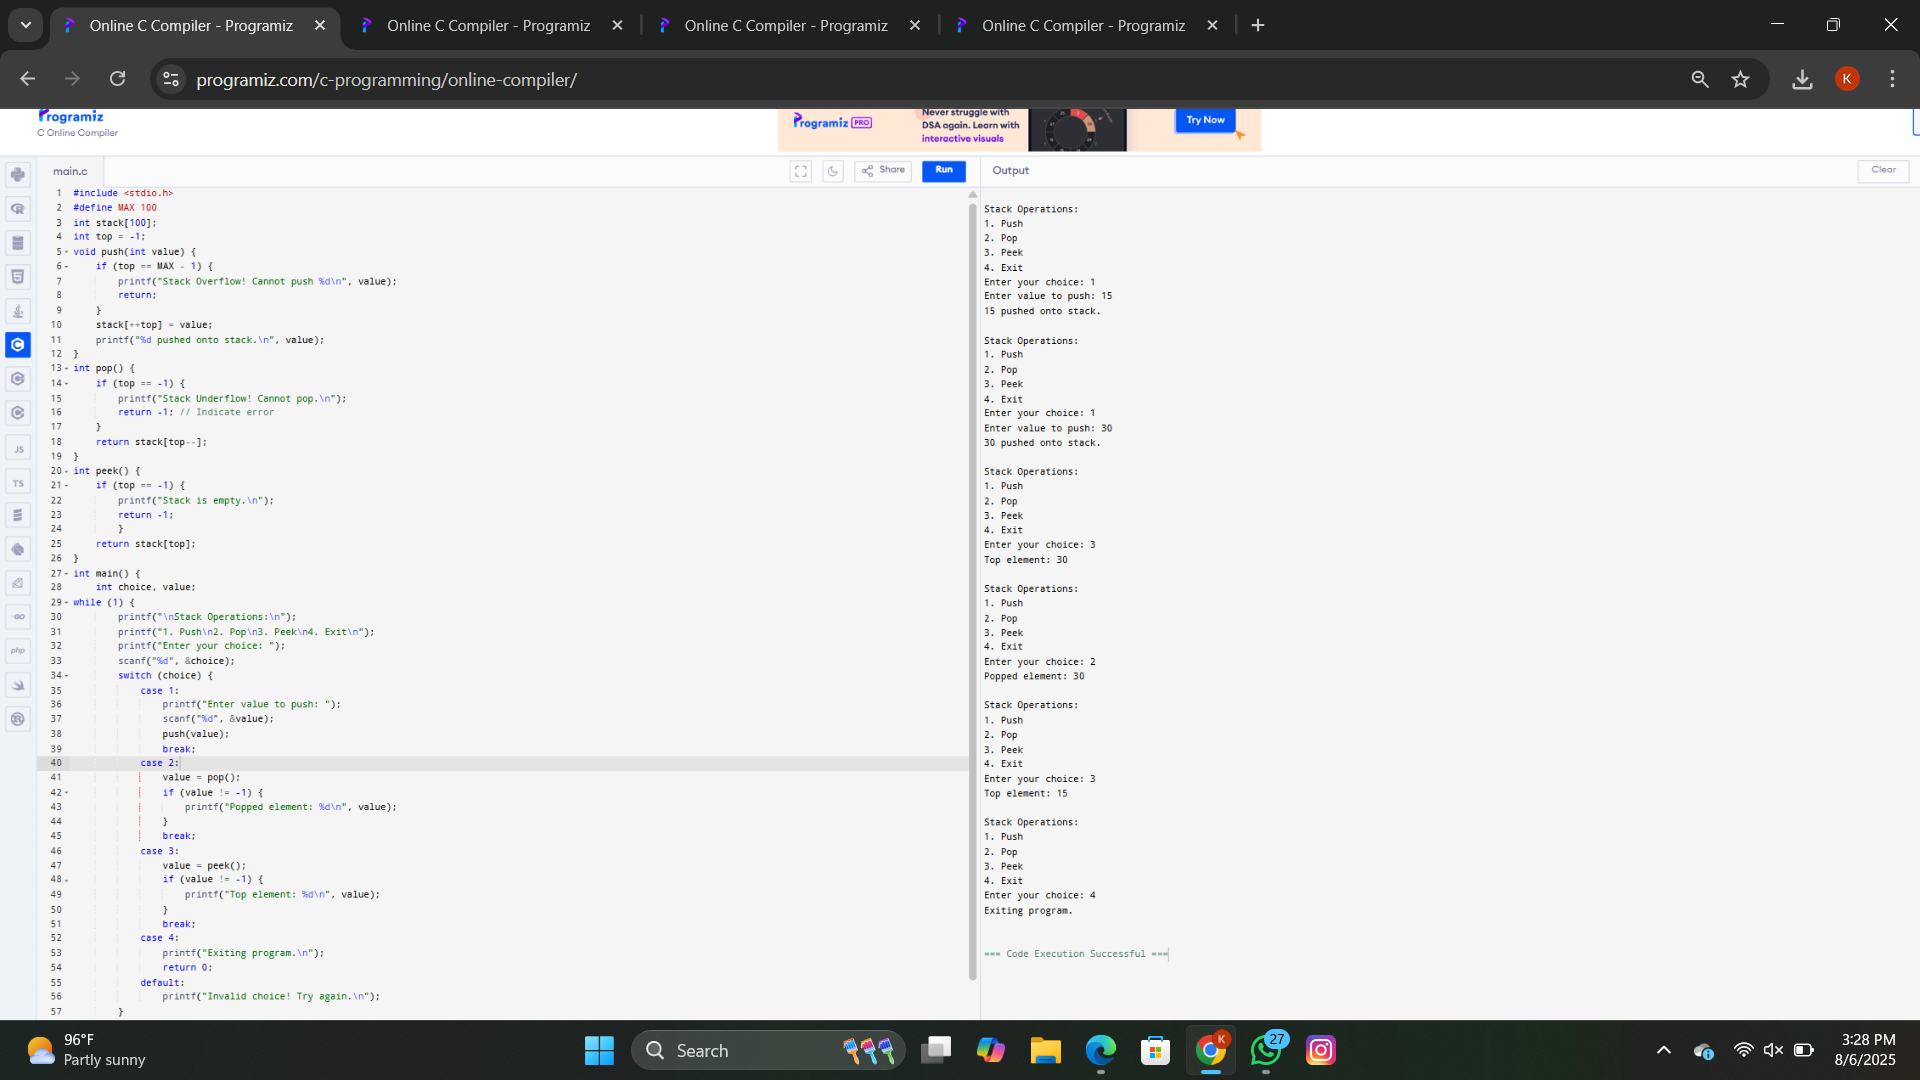 Online C Compiler - Programiz
Online C Compiler - Programiz
Online C Compiler - Programiz
Online C Compiler - Programiz
programiz.com/c-programming/online-compiler/
K
Programiz
C Online Compiler
Programiz PRO
Never struggle with
DSA again. Learn with
interactive visuals
Try Now
main.c
Share
Run
Output
Clear
JS
TS
GO
php
1 #include <stdio.h>
2 #define MAX 100
3 int stack[100];
4 int top = -1;
5 void push(int value) {
6     if (top == MAX - 1) {
7         printf("Stack Overflow! Cannot push %d\n", value);
8         return;
9     }
10     stack[++top] = value;
11     printf("%d pushed onto stack.\n", value);
12 }
13 int pop() {
14     if (top == -1) {
15         printf("Stack Underflow! Cannot pop.\n");
16         return -1; // Indicate error
17     }
18     return stack[top--];
19 }
20 int peek() {
21     if (top == -1) {
22         printf("Stack is empty.\n");
23         return -1;
24         }
25     return stack[top];
26 }
27 int main() {
28     int choice, value;
29 while (1) {
30         printf("\nStack Operations:\n");
31         printf("1. Push\n2. Pop\n3. Peek\n4. Exit\n");
32         printf("Enter your choice: ");
33         scanf("%d", &choice);
34         switch (choice) {
35             case 1:
36                 printf("Enter value to push: ");
37                 scanf("%d", &value);
38                 push(value);
39                 break;
40             case 2:
41                 value = pop();
42                 if (value != -1) {
43                     printf("Popped element: %d\n", value);
44                 }
45                 break;
46             case 3:
47                 value = peek();
48                 if (value != -1) {
49                     printf("Top element: %d\n", value);
50                 }
51                 break;
52             case 4:
53                 printf("Exiting program.\n");
54                 return 0;
55             default:
56                 printf("Invalid choice! Try again.\n");
57         }
Stack Operations:
1. Push
2. Pop
3. Peek
4. Exit
Enter your choice: 1
Enter value to push: 15
15 pushed onto stack.
Stack Operations:
1. Push
2. Pop
3. Peek
4. Exit
Enter your choice: 1
Enter value to push: 30
30 pushed onto stack.
Stack Operations:
1. Push
2. Pop
3. Peek
4. Exit
Enter your choice: 3
Top element: 30
Stack Operations:
1. Push
2. Pop
3. Peek
4. Exit
Enter your choice: 2
Popped element: 30
Stack Operations:
1. Push
2. Pop
3. Peek
4. Exit
Enter your choice: 3
Top element: 15
Stack Operations:
1. Push
2. Pop
3. Peek
4. Exit
Enter your choice: 4
Exiting program.
=== Code Execution Successful ===
96°F
Partly sunny
Search
K
27
3:28 PM
8/6/2025